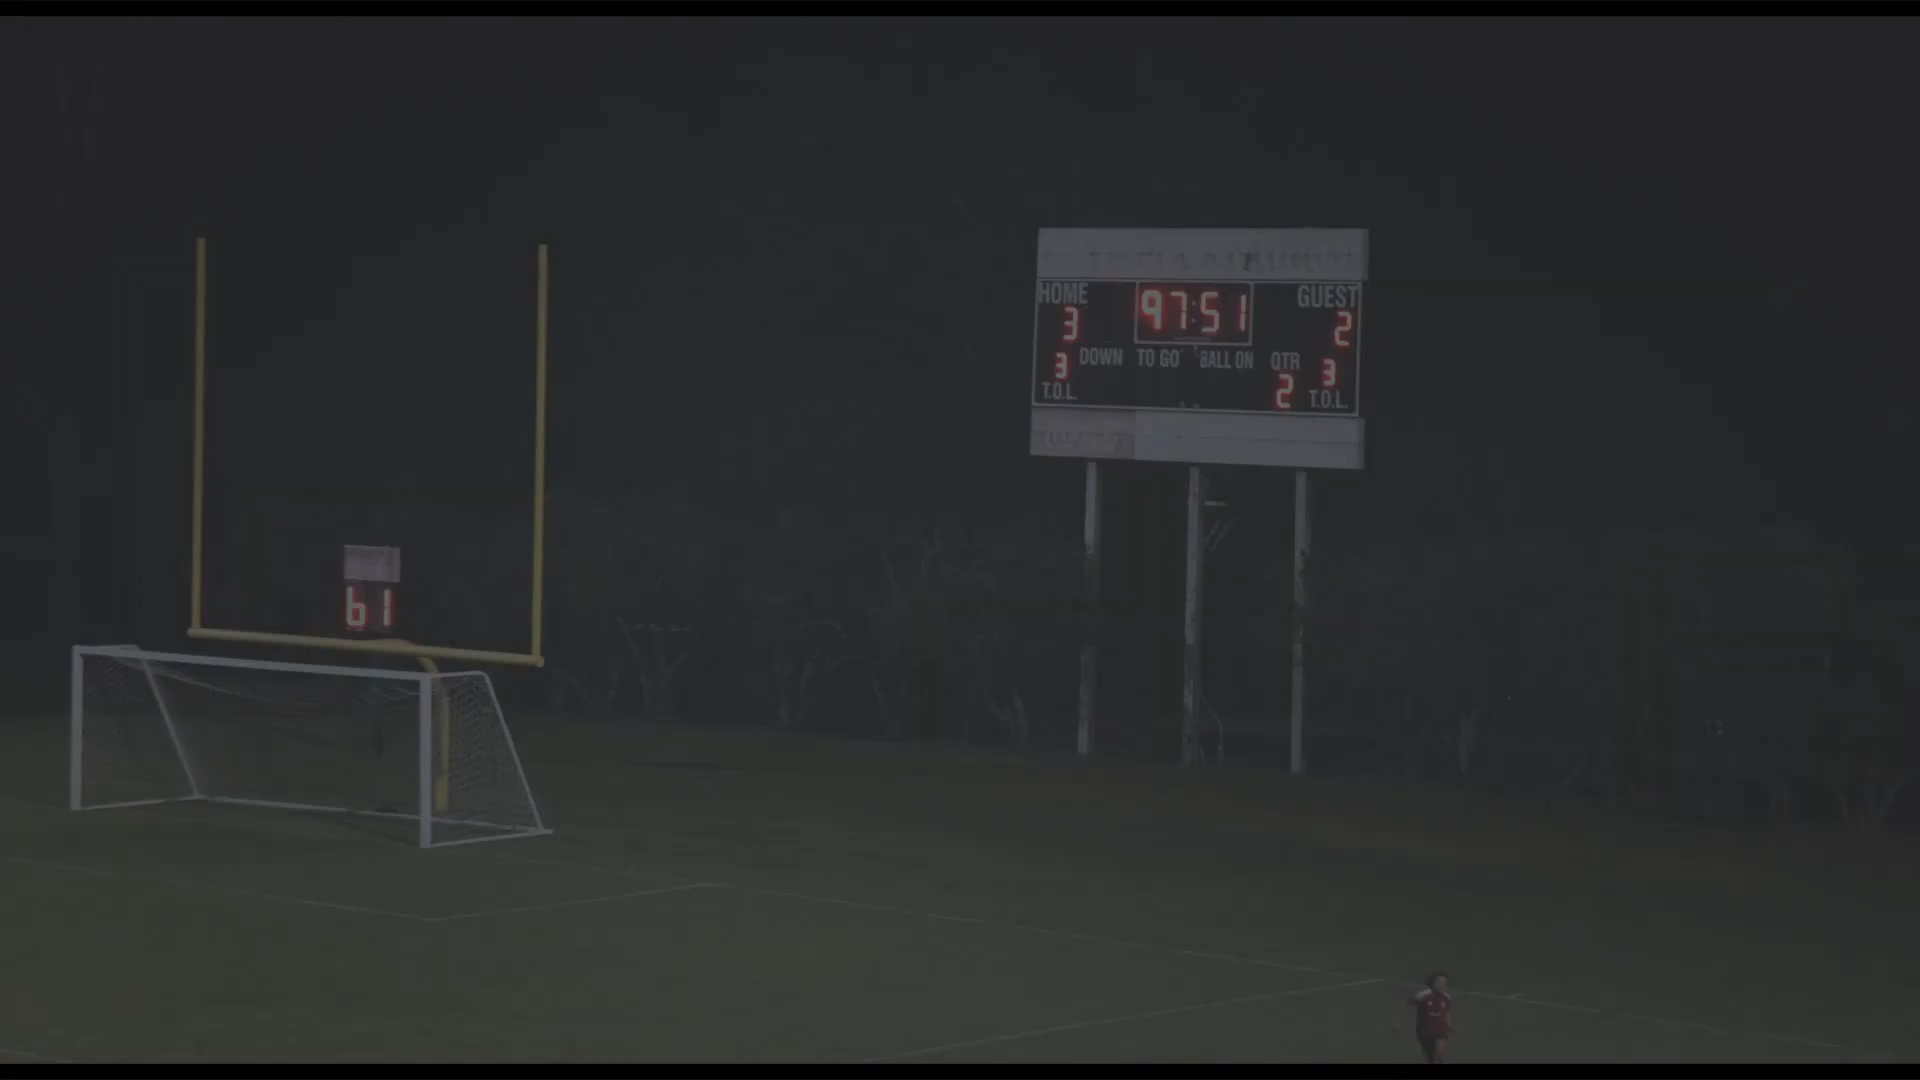 HOME 97:51 GUEST
3 2
3 DOWN TO GO BALL ON QTR 3
T.O.L. 2 T.O.L.
61